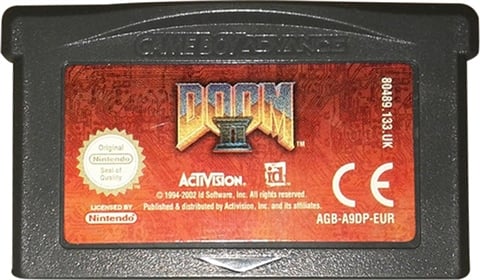 GAME BOY ADVANCE
DOOM
II
™
80489.133.UK
Original
Nintendo
Seal of
Quality
ACTIVISION.
id
CE
© 1994-2002 id Software, Inc. All rights reserved.
Published & distributed by Activision, Inc. and its affiliates.
LICENSED BY
Nintendo
AGB-A9DP-EUR